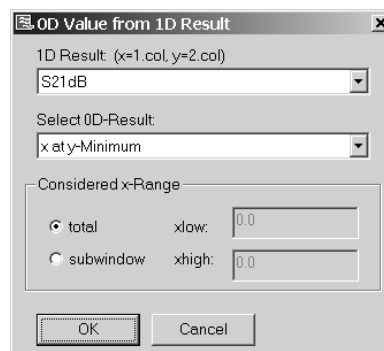 0D Value from 1D Result
1D Result: (x=1.col, y=2.col)
S21dB
Select 0D-Result:
x at y-Minimum
Considered x-Range
total xlow: 0.0
subwindow xhigh: 0.0
OK Cancel